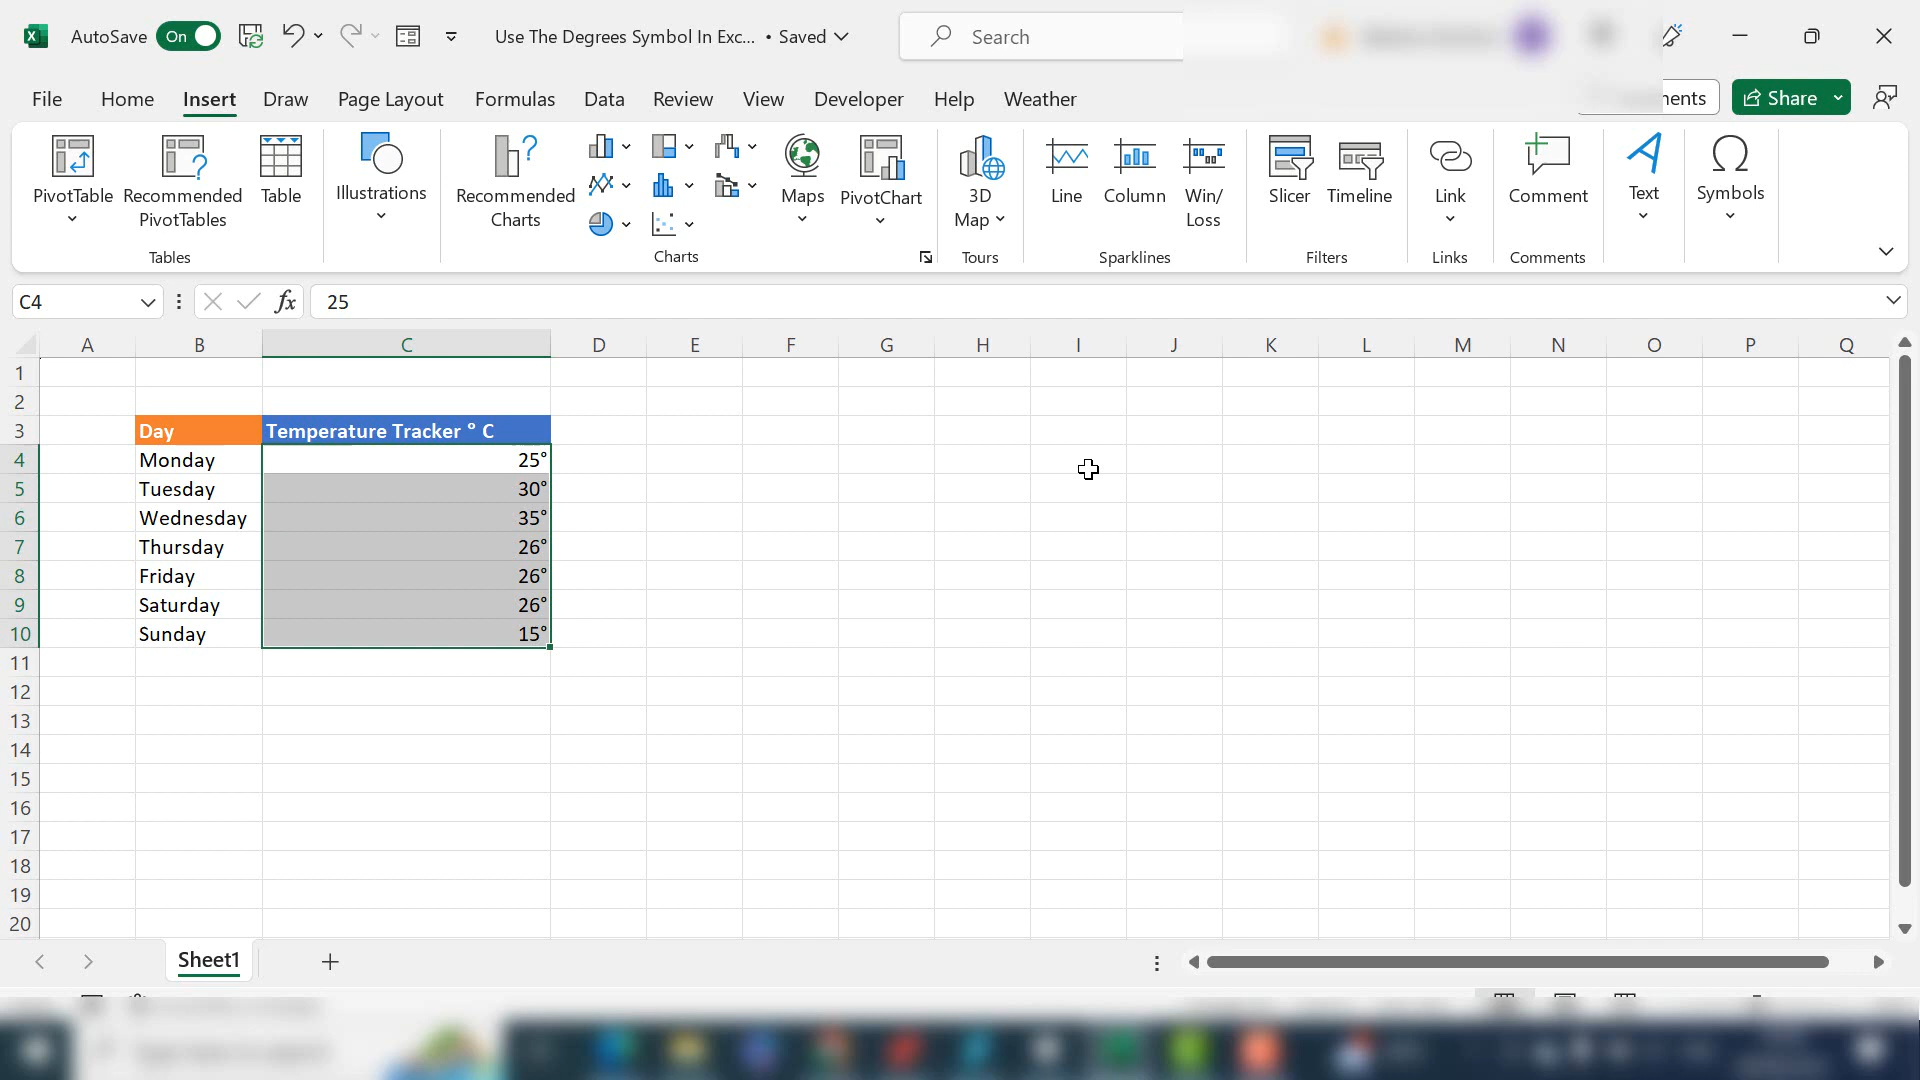 AutoSave On Use The Degrees Symbol In Exc... • Saved Search
File Home Insert Draw Page Layout Formulas Data Review View Developer Help Weather Share
PivotTable Recommended PivotTables Table Illustrations Recommended Charts Maps PivotChart 3D Map Line Column Win/ Loss Slicer Timeline Link Comment Text Symbols
Tables Charts Tours Sparklines Filters Links Comments
C4 fx 25
A B C D E F G H I J K L M N O P Q
1
2
3 Day Temperature Tracker ° C
4 Monday 25°
5 Tuesday 30°
6 Wednesday 35°
7 Thursday 26°
8 Friday 26°
9 Saturday 26°
10 Sunday 15°
11
12
13
14
15
16
17
18
19
20
Sheet1